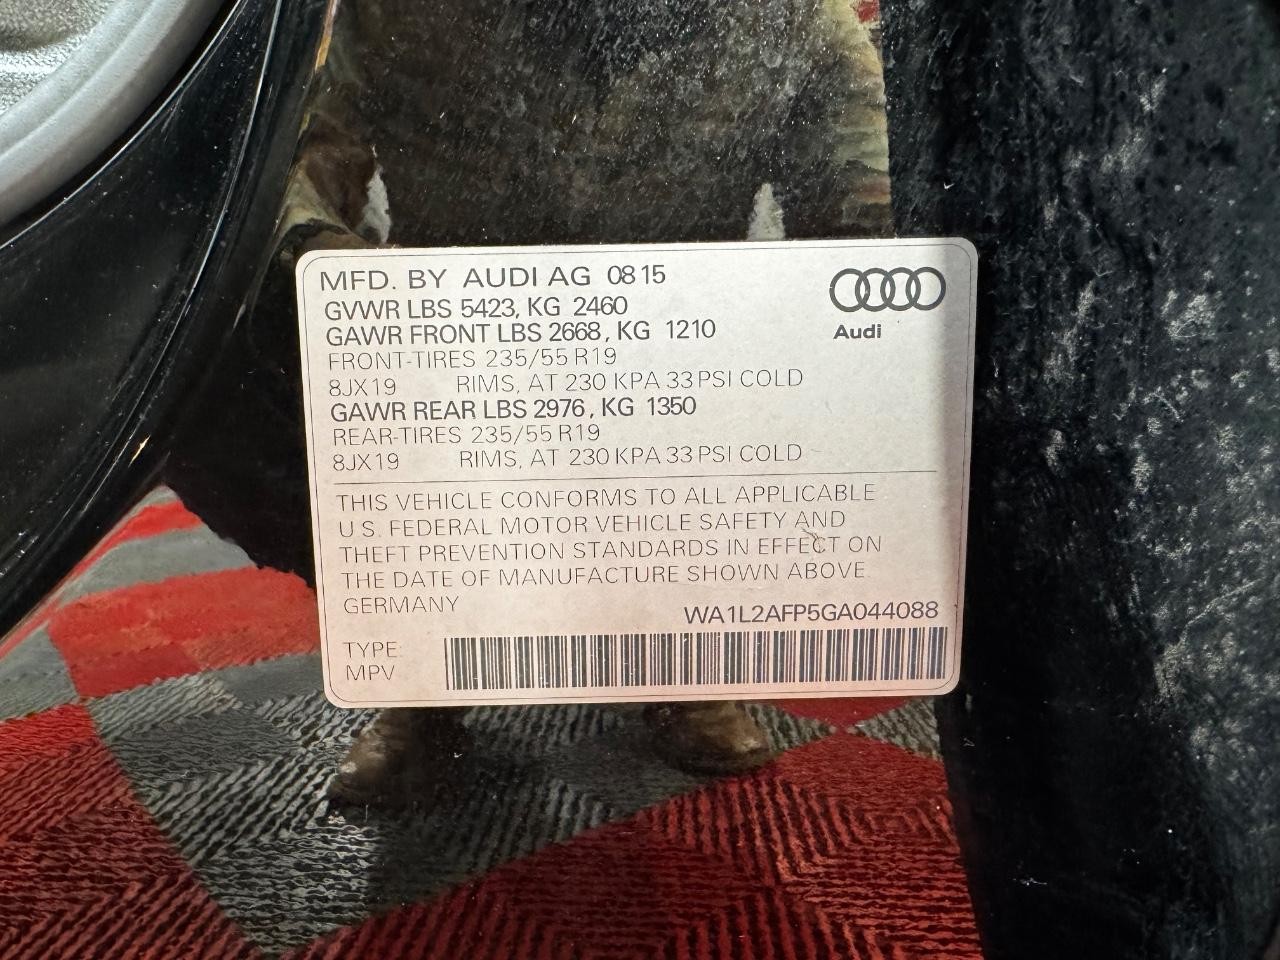 MFD. BY AUDI AG 0815
GVWR LBS 5423, KG 2460
GAWR FRONT LBS 2668, KG 1210
FRONT-TIRES 235/55 R19
8JX19 RIMS, AT 230 KPA 33 PSI COLD
GAWR REAR LBS 2976, KG 1350
REAR-TIRES 235/55 R19
8JX19 RIMS, AT 230 KPA 33 PSI COLD
Audi
THIS VEHICLE CONFORMS TO ALL APPLICABLE
U.S. FEDERAL MOTOR VEHICLE SAFETY AND
THEFT PREVENTION STANDARDS IN EFFECT ON
THE DATE OF MANUFACTURE SHOWN ABOVE.
GERMANY
WA1L2AFP5GA044088
TYPE:
MPV